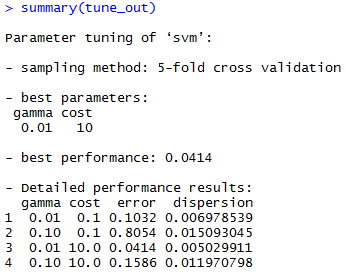 > summary(tune_out)
Parameter tuning of ‘svm’:
- sampling method: 5-fold cross validation
- best parameters:
gamma cost
0.01 10
- best performance: 0.0414
- Detailed performance results:
gamma cost error dispersion
1 0.01 0.1 0.1032 0.006978539
2 0.10 0.1 0.8054 0.015093045
3 0.01 10.0 0.0414 0.005029911
4 0.10 10.0 0.1586 0.011970798